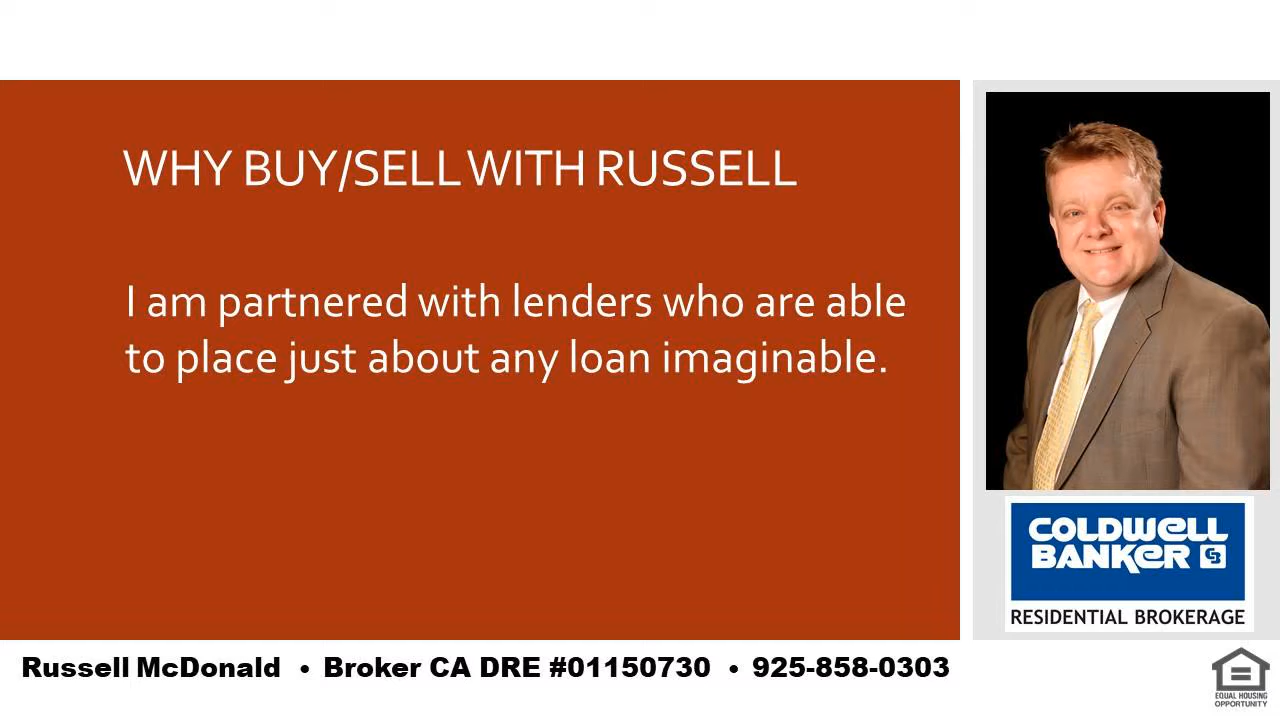 WHY BUY/SELL WITH RUSSELL
I am partnered with lenders who are able
to place just about any loan imaginable.
COLDWELL
BANKER CB
RESIDENTIAL BROKERAGE
Russell McDonald • Broker CA DRE #01150730 • 925-858-0303
EQUAL HOUSING
OPPORTUNITY